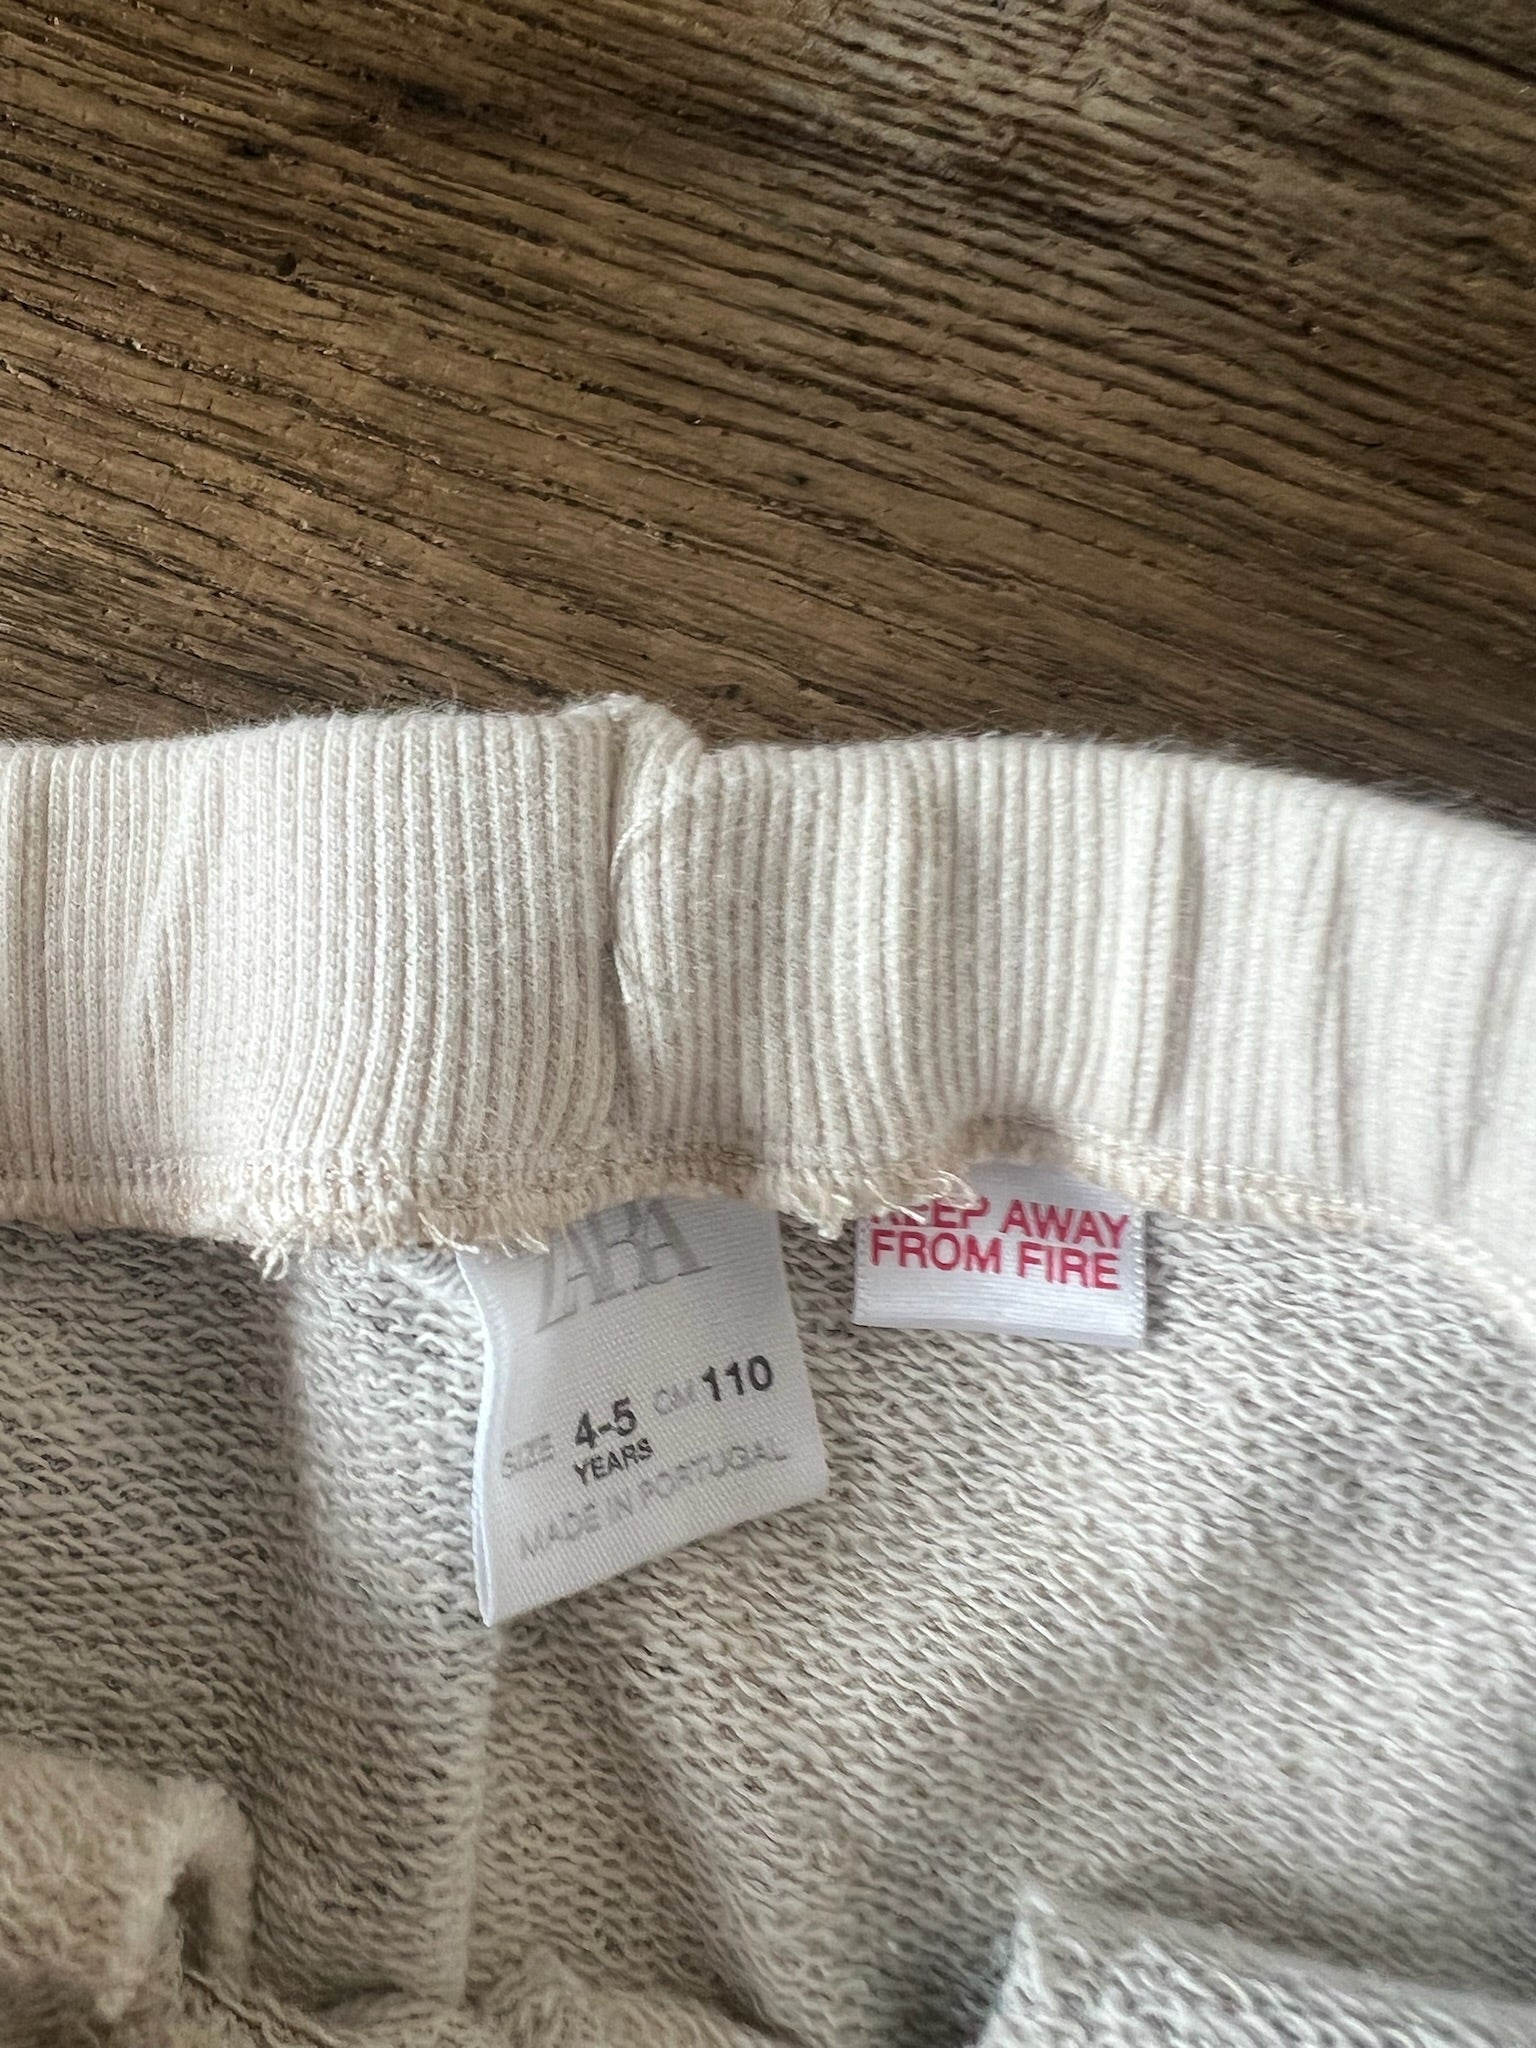 ZARA
SIZE 4-5 CM 110
YEARS
MADE IN PORTUGAL
KEEP AWAY
FROM FIRE